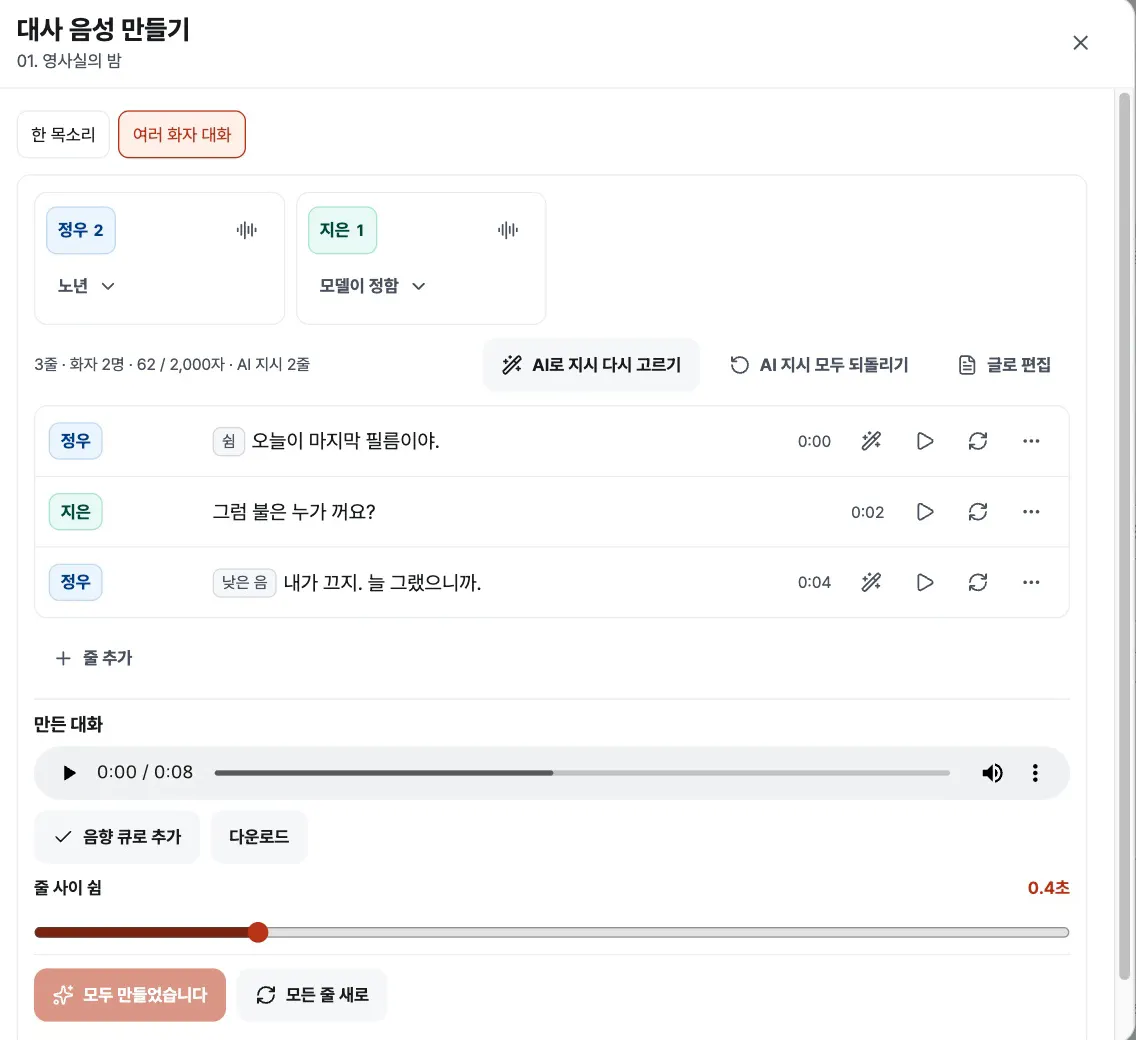 대사 음성 만들기
01. 영사실의 밤
한 목소리 여러 화자 대화
정우 2 지은 1
노년 모델이 정함
3줄 · 화자 2명 · 62 / 2,000자 · AI 지시 2줄 AI로 지시 다시 고르기 AI 지시 모두 되돌리기 글로 편집
정우 쉼 오늘이 마지막 필름이야. 0:00
지은 그럼 불은 누가 꺼요? 0:02
정우 낮은 음 내가 끄지. 늘 그랬으니까. 0:04
줄 추가
만든 대화
0:00 / 0:08
음향 큐로 추가 다운로드
줄 사이 쉼 0.4초
모두 만들었습니다 모든 줄 새로